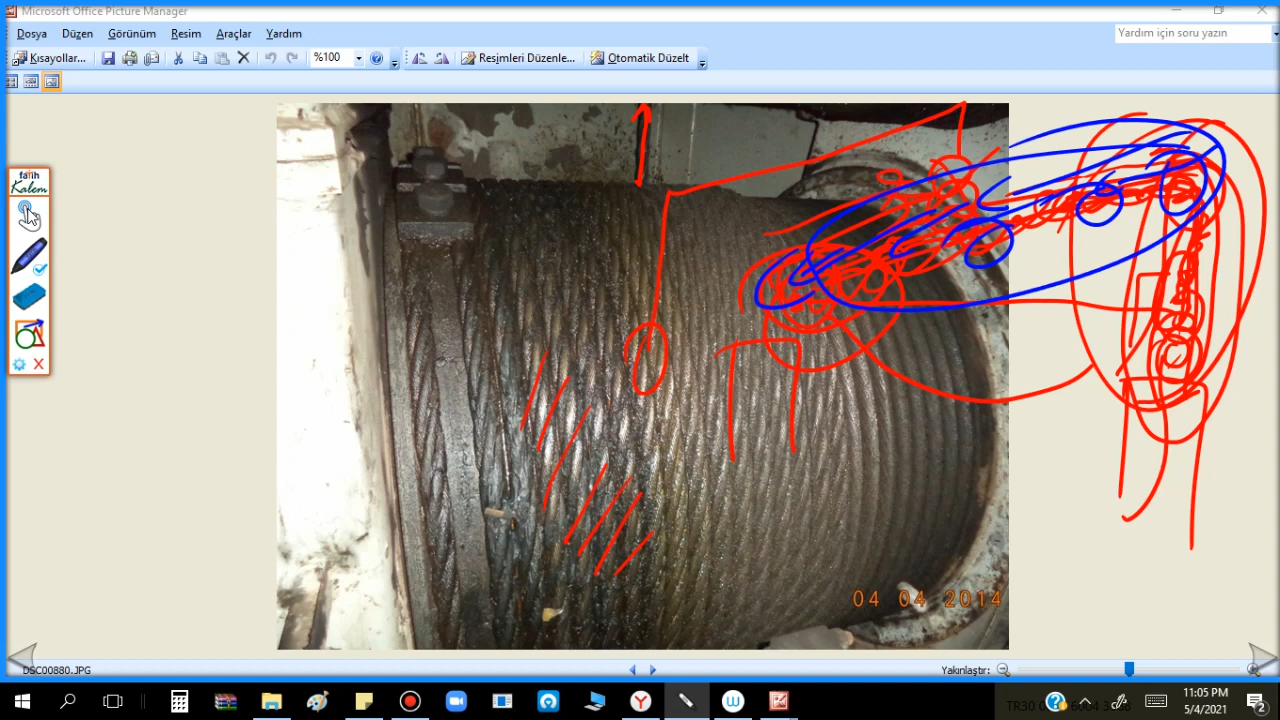 Microsoft Office Picture Manager
Dosya Düzen Görünüm Resim Araçlar Yardım
Yardım için soru yazın
Kısayollar... %100 Resimleri Düzenle... Otomatik Düzelt
fatih
Kalem
04 04 2014
DSC00880.JPG
Yakınlaştır:
11:05 PM
5/4/2021
2